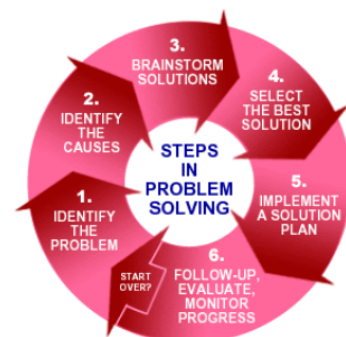 STEPS
IN
PROBLEM
SOLVING
1.
IDENTIFY
THE
PROBLEM
2.
IDENTIFY
THE
CAUSES
3.
BRAINSTORM
SOLUTIONS
4.
SELECT
THE BEST
SOLUTION
5.
IMPLEMENT
A SOLUTION
PLAN
6.
FOLLOW-UP,
EVALUATE,
MONITOR
PROGRESS
START
OVER?